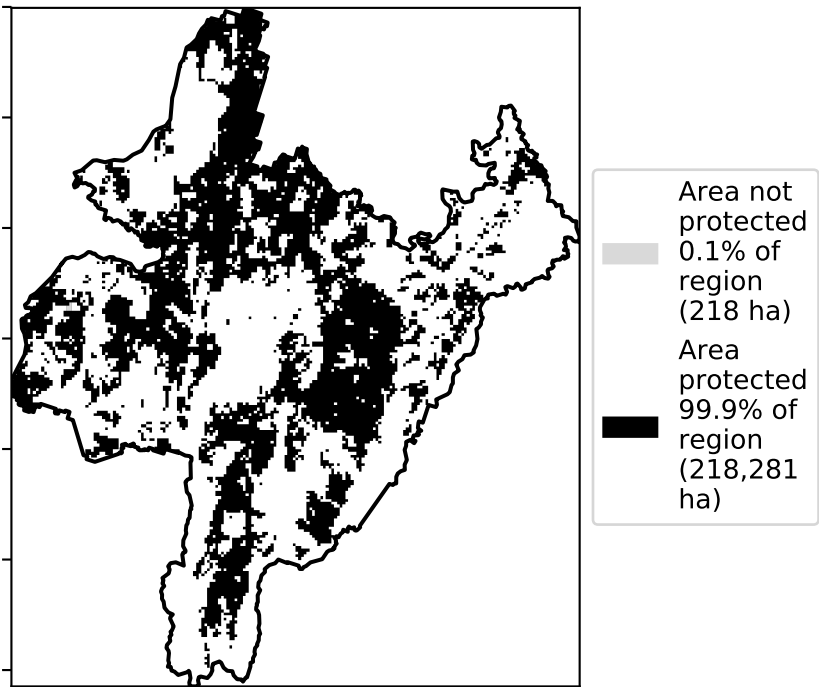 Area not
protected
0.1% of
region
(218 ha)
Area
protected
99.9% of
region
(218,281
ha)